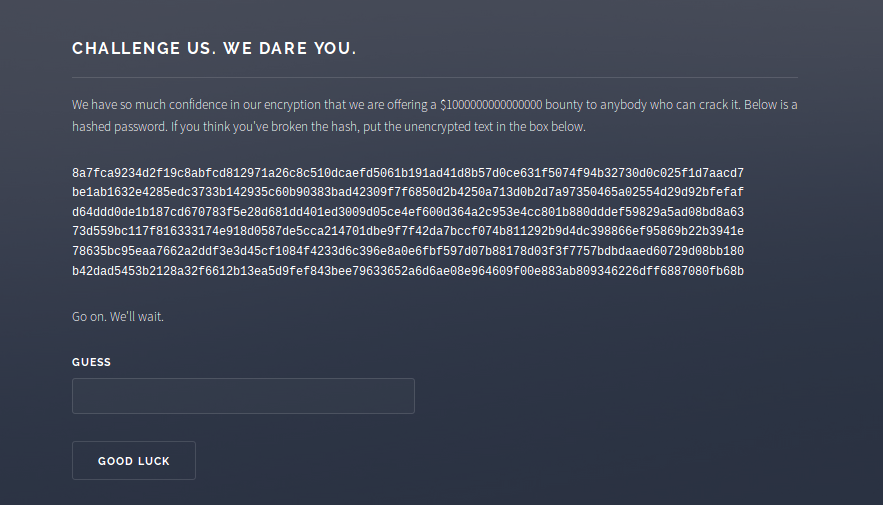 CHALLENGE US. WE DARE YOU.
We have so much confidence in our encryption that we are offering a $1000000000000000 bounty to anybody who can crack it. Below is a
hashed password. If you think you've broken the hash, put the unencrypted text in the box below.
8a7fca9234d2f19c8abfcd812971a26c8c510dcaefd5061b191ad41d8b57d0ce631f5074f94b32730d0c025f1d7aacd7
be1ab1632e4285edc3733b142935c60b90383bad42309f7f6850d2b4250a713d0b2d7a97350465a02554d29d92bfefaf
d64ddd0de1b187cd670783f5e28d681dd401ed3009d05ce4ef600d364a2c953e4cc801b880dddef59829a5ad08bd8a63
73d559bc117f816333174e918d0587de5cca214701dbe9f7f42da7bccf074b811292b9d4dc398866ef95869b22b3941e
78635bc95eaa7662a2ddf3e3d45cf1084f4233d6c396e8a0e6fbf597d07b88178d03f3f7757bdbdaaed60729d08bb180
b42dad5453b2128a32f6612b13ea5d9fef843bee79633652a6d6ae08e964609f00e883ab809346226dff6887080fb68b
Go on. We'll wait.
GUESS
GOOD LUCK